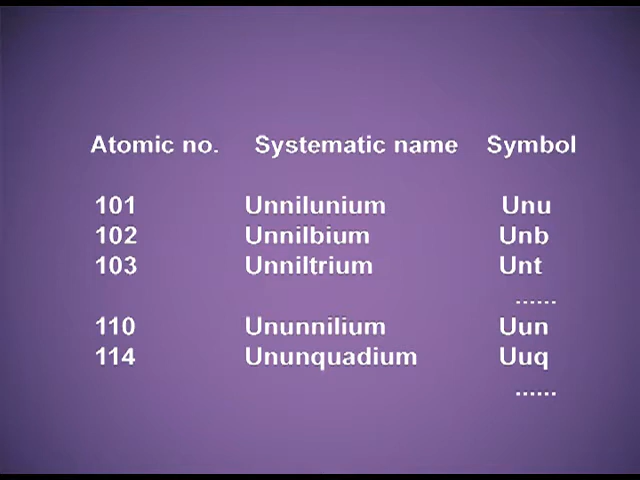 Atomic no. Systematic name Symbol
101 Unnilunium Unu
102 Unnilbium Unb
103 Unniltrium Unt
......
110 Ununnilium Uun
114 Ununquadium Uuq
......